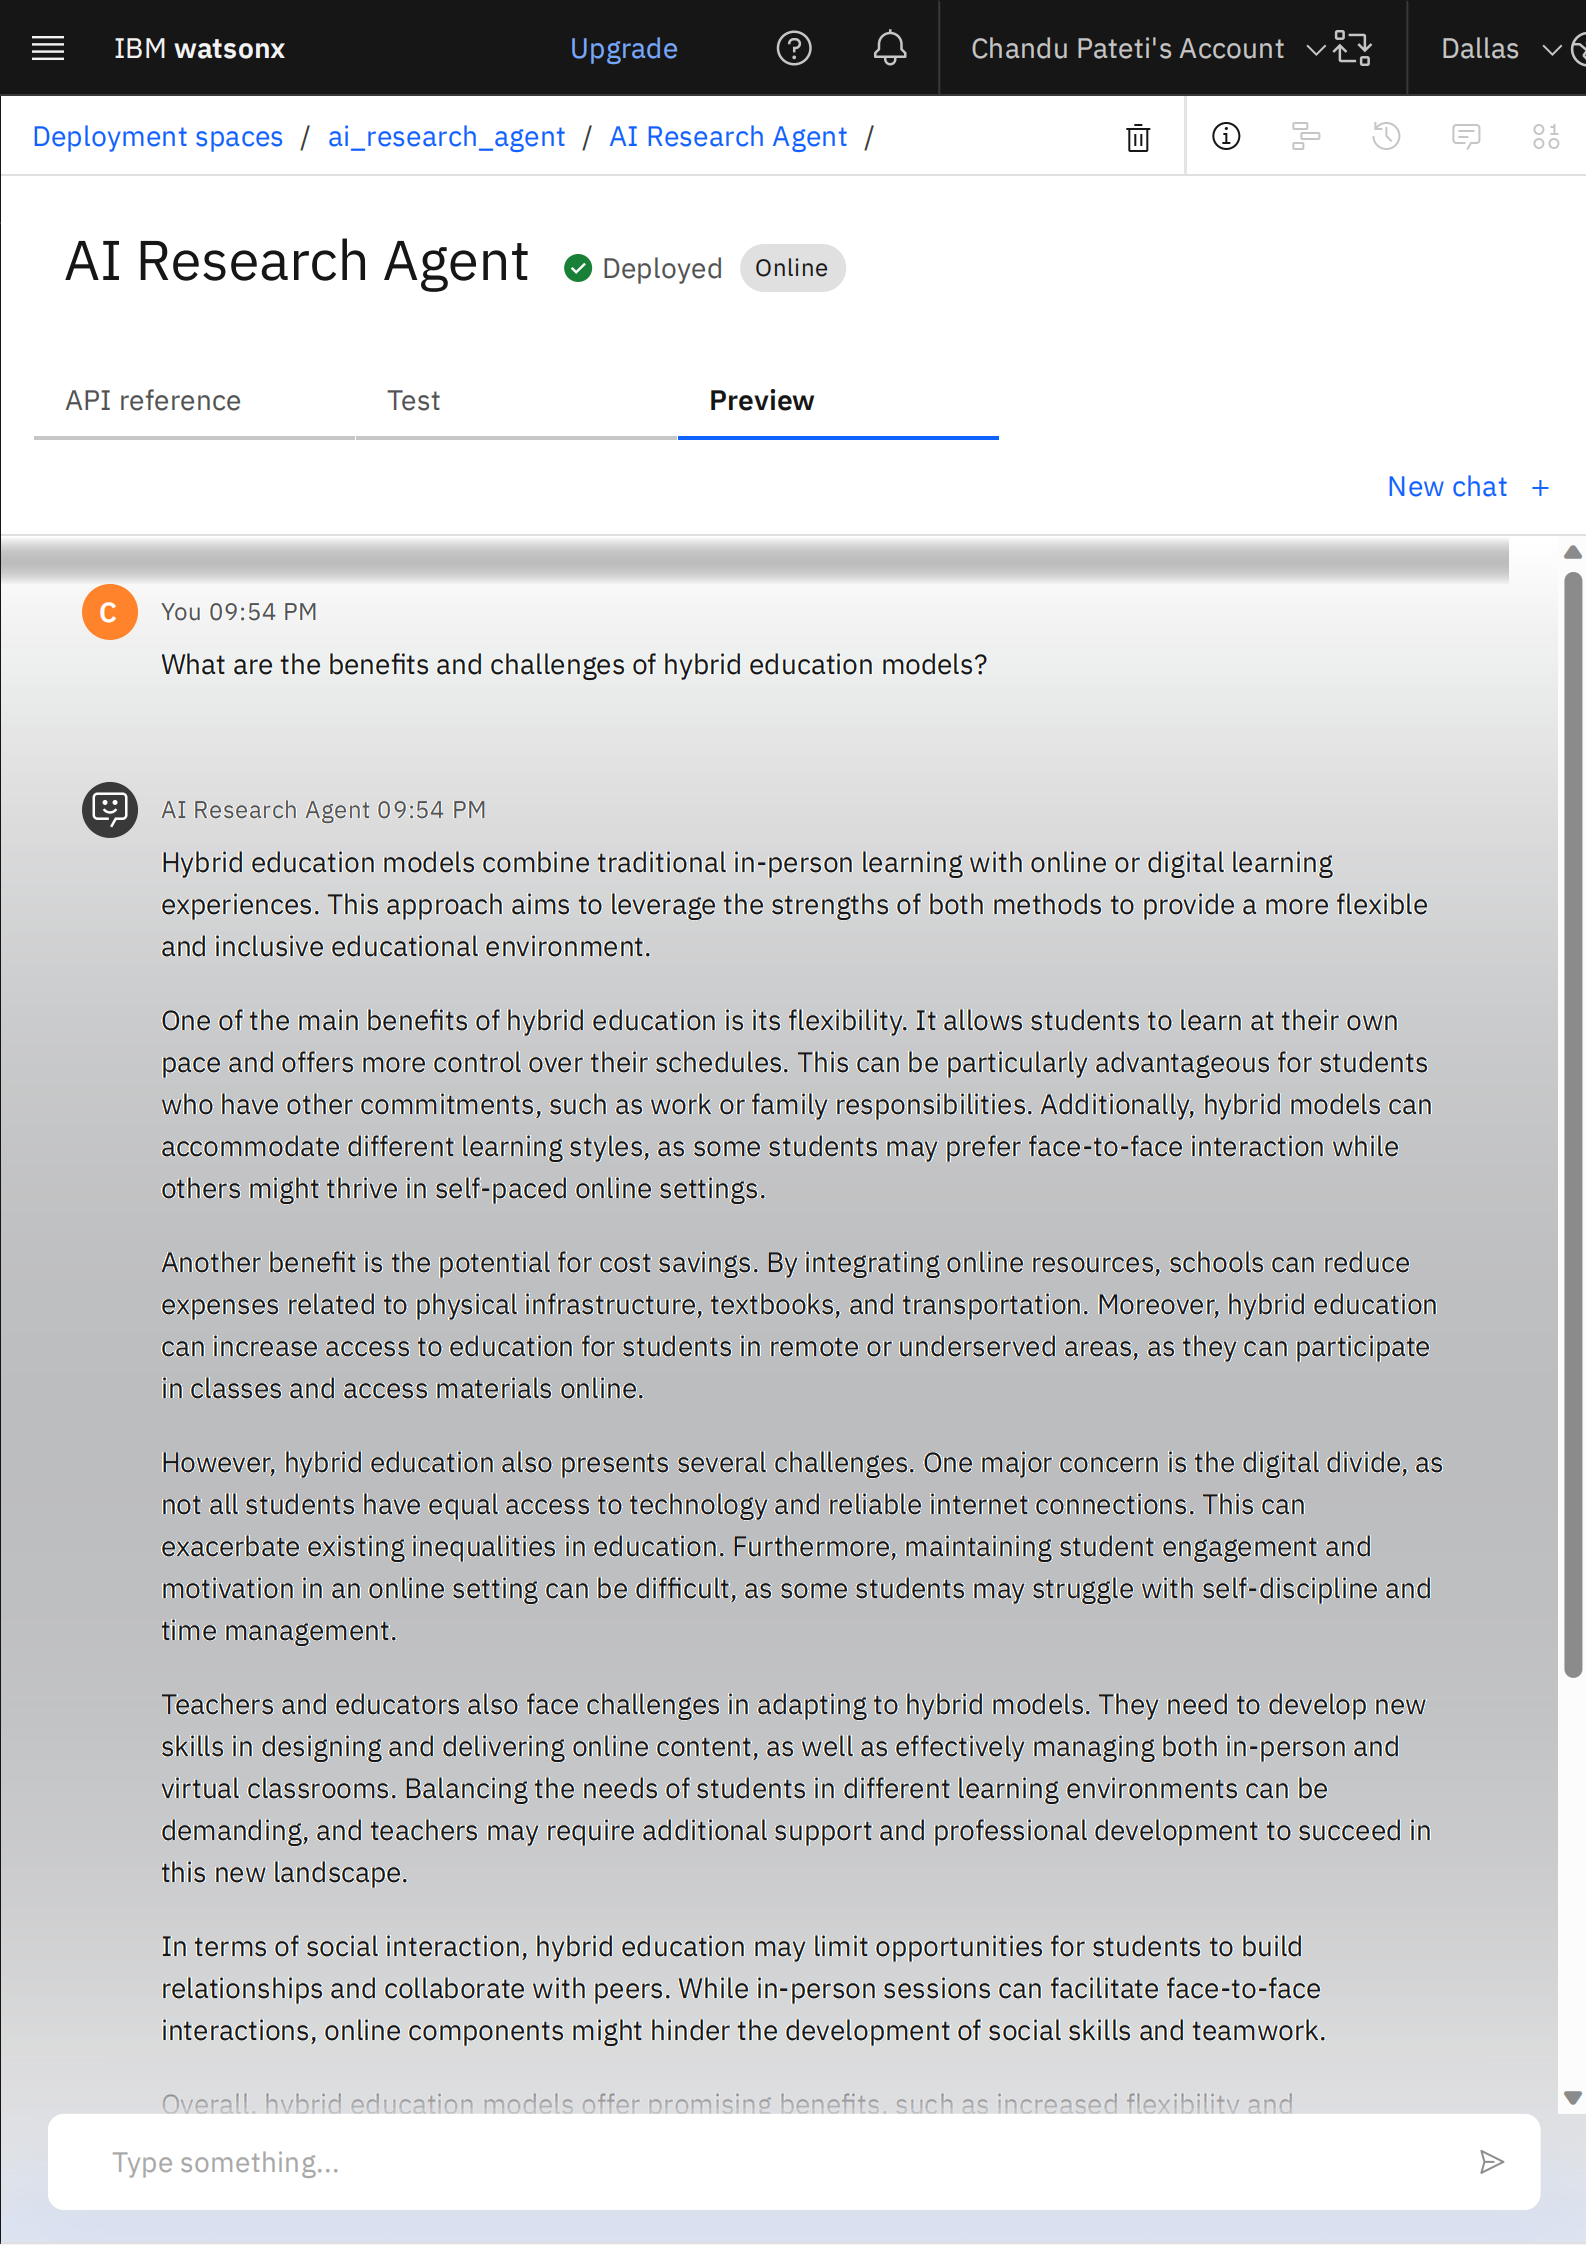 IBM watsonx Upgrade Chandu Pateti's Account Dallas
Deployment spaces / ai_research_agent / AI Research Agent /
AI Research Agent Deployed Online
API reference Test Preview
New chat +
C You 09:54 PM
What are the benefits and challenges of hybrid education models?
AI Research Agent 09:54 PM
Hybrid education models combine traditional in-person learning with online or digital learning
experiences. This approach aims to leverage the strengths of both methods to provide a more flexible
and inclusive educational environment.
One of the main benefits of hybrid education is its flexibility. It allows students to learn at their own
pace and offers more control over their schedules. This can be particularly advantageous for students
who have other commitments, such as work or family responsibilities. Additionally, hybrid models can
accommodate different learning styles, as some students may prefer face-to-face interaction while
others might thrive in self-paced online settings.
Another benefit is the potential for cost savings. By integrating online resources, schools can reduce
expenses related to physical infrastructure, textbooks, and transportation. Moreover, hybrid education
can increase access to education for students in remote or underserved areas, as they can participate
in classes and access materials online.
However, hybrid education also presents several challenges. One major concern is the digital divide, as
not all students have equal access to technology and reliable internet connections. This can
exacerbate existing inequalities in education. Furthermore, maintaining student engagement and
motivation in an online setting can be difficult, as some students may struggle with self-discipline and
time management.
Teachers and educators also face challenges in adapting to hybrid models. They need to develop new
skills in designing and delivering online content, as well as effectively managing both in-person and
virtual classrooms. Balancing the needs of students in different learning environments can be
demanding, and teachers may require additional support and professional development to succeed in
this new landscape.
In terms of social interaction, hybrid education may limit opportunities for students to build
relationships and collaborate with peers. While in-person sessions can facilitate face-to-face
interactions, online components might hinder the development of social skills and teamwork.
Overall, hybrid education models offer promising benefits, such as increased flexibility and
Type something...